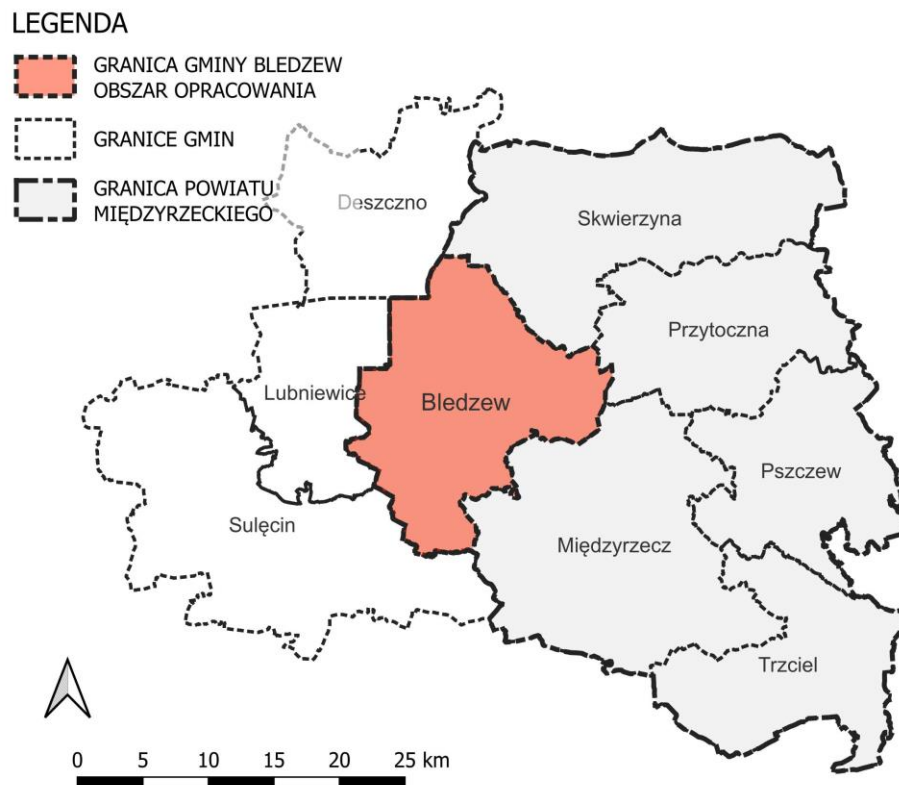 LEGENDA
GRANICA GMINY BLEDZEW
OBSZAR OPRACOWANIA
GRANICE GMIN
GRANICA POWIATU
MIĘDZYRZECKIEGO
Deszczno
Skwierzyna
Przytoczna
Lubniewice
Bledzew
Pszczew
Sulęcin
Międzyrzecz
Trzciel
0 5 10 15 20 25 km